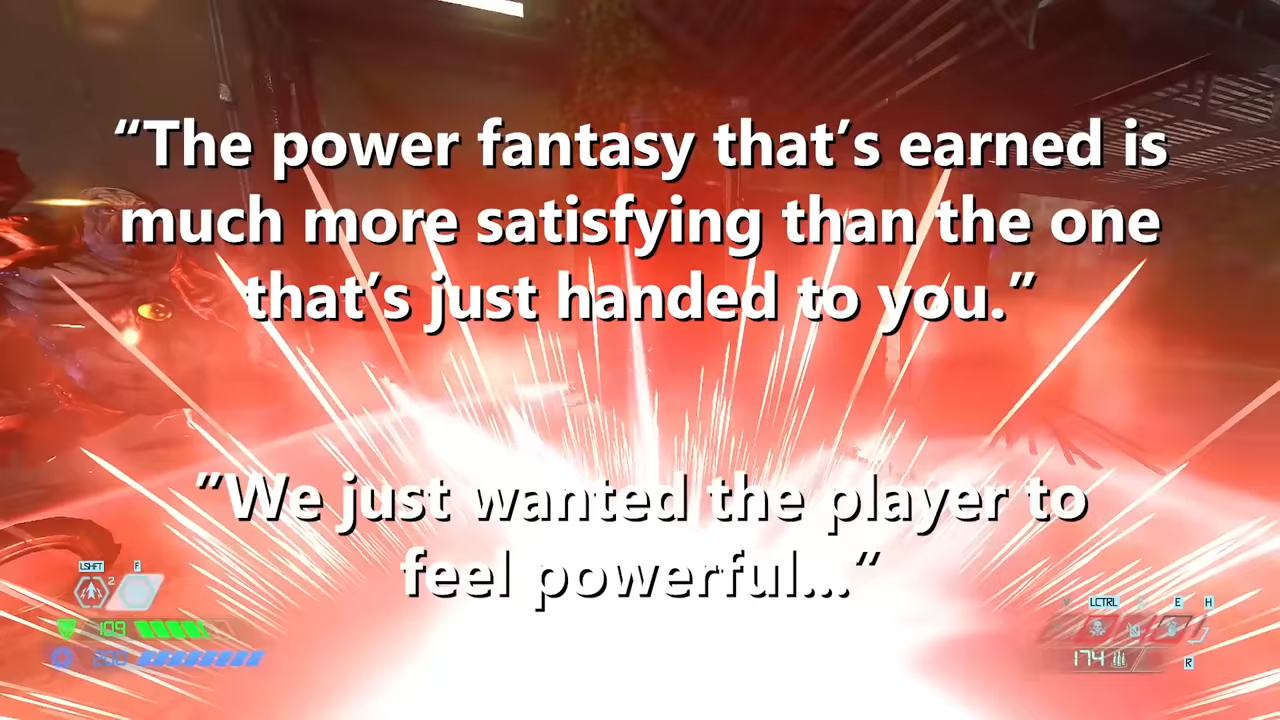 “The power fantasy that’s earned is
much more satisfying than the one
that’s just handed to you.”
”We just wanted the player to
feel powerful...“
LSHFT F
2
109
200
LCTRL E H
174
R